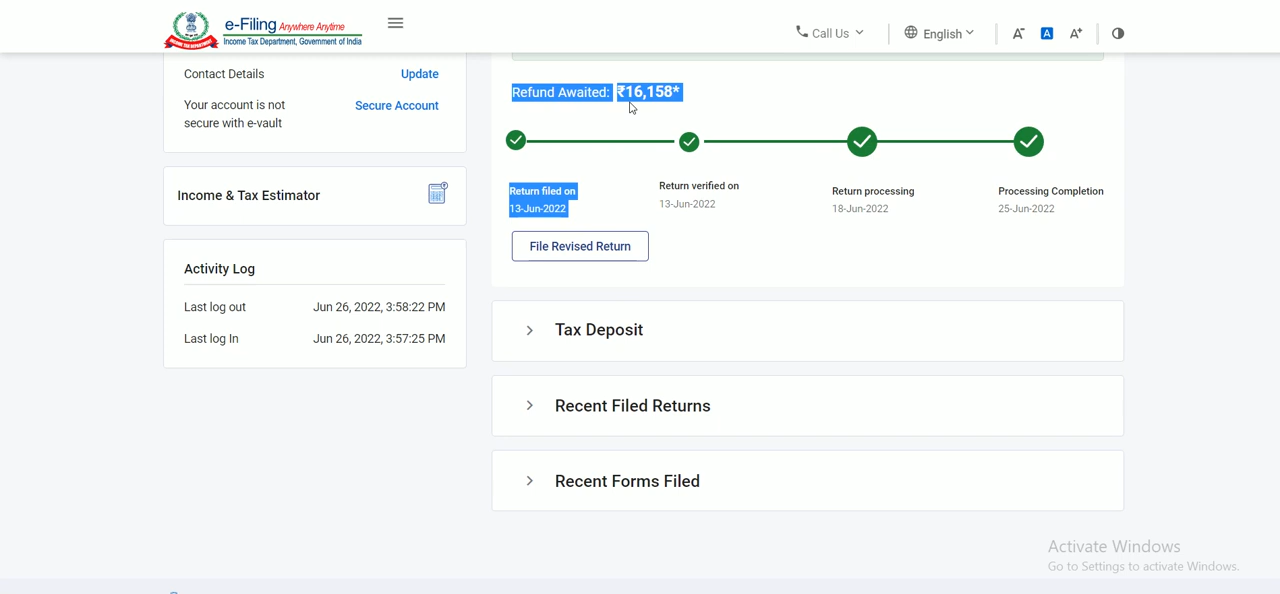 e-Filing Anywhere Anytime
Income Tax Department, Government of India
Call Us
English
A-
A
A+
Contact Details
Update
Your account is not
secure with e-vault
Secure Account
Income & Tax Estimator
Activity Log
Last log out
Jun 26, 2022, 3:58:22 PM
Last log In
Jun 26, 2022, 3:57:25 PM
Refund Awaited: ₹16,158*
Return filed on
13-Jun-2022
Return verified on
13-Jun-2022
Return processing
18-Jun-2022
Processing Completion
25-Jun-2022
File Revised Return
Tax Deposit
Recent Filed Returns
Recent Forms Filed
Activate Windows
Go to Settings to activate Windows.